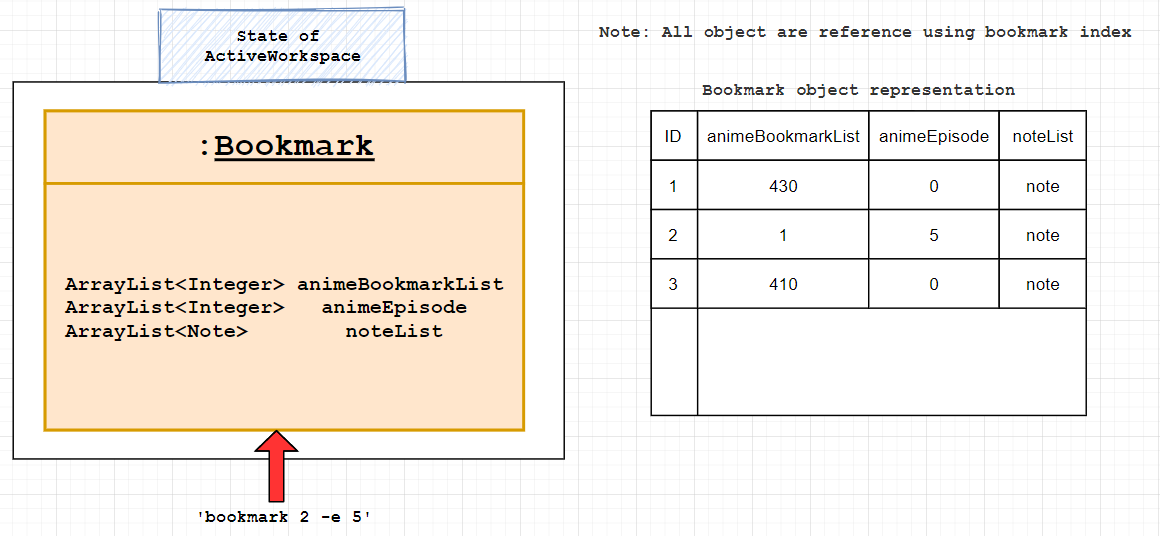 State of
ActiveWorkspace
:Bookmark
ArrayList<Integer> animeBookmarkList
ArrayList<Integer> animeEpisode
ArrayList<Note> noteList
'bookmark 2 -e 5'
Note: All object are reference using bookmark index
Bookmark object representation
ID animeBookmarkList animeEpisode noteList
1 430 0 note
2 1 5 note
3 410 0 note